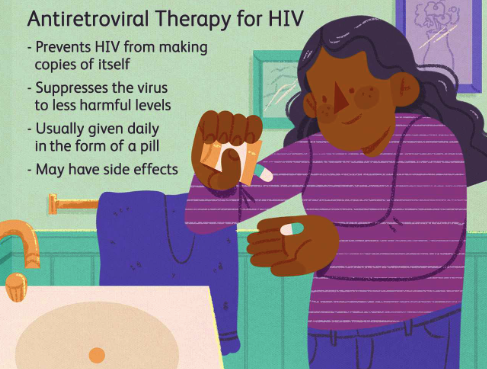 Antiretroviral Therapy for HIV
- Prevents HIV from making
copies of itself
- Suppresses the virus
to less harmful levels
- Usually given daily
in the form of a pill
- May have side effects